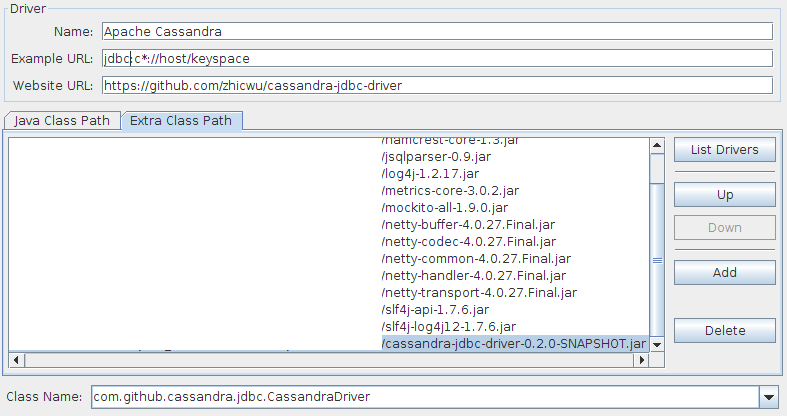 Driver
Name: Apache Cassandra
Example URL: jdbc:c*://host/keyspace
Website URL: https://github.com/zhicwu/cassandra-jdbc-driver
Java Class Path Extra Class Path
/hamcrest-core-1.3.jar
/jsqlparser-0.9.jar
/log4j-1.2.17.jar
/metrics-core-3.0.2.jar
/mockito-all-1.9.0.jar
/netty-buffer-4.0.27.Final.jar
/netty-codec-4.0.27.Final.jar
/netty-common-4.0.27.Final.jar
/netty-handler-4.0.27.Final.jar
/netty-transport-4.0.27.Final.jar
/slf4j-api-1.7.6.jar
/slf4j-log4j12-1.7.6.jar
/cassandra-jdbc-driver-0.2.0-SNAPSHOT.jar
List Drivers
Up
Down
Add
Delete
Class Name: com.github.cassandra.jdbc.CassandraDriver